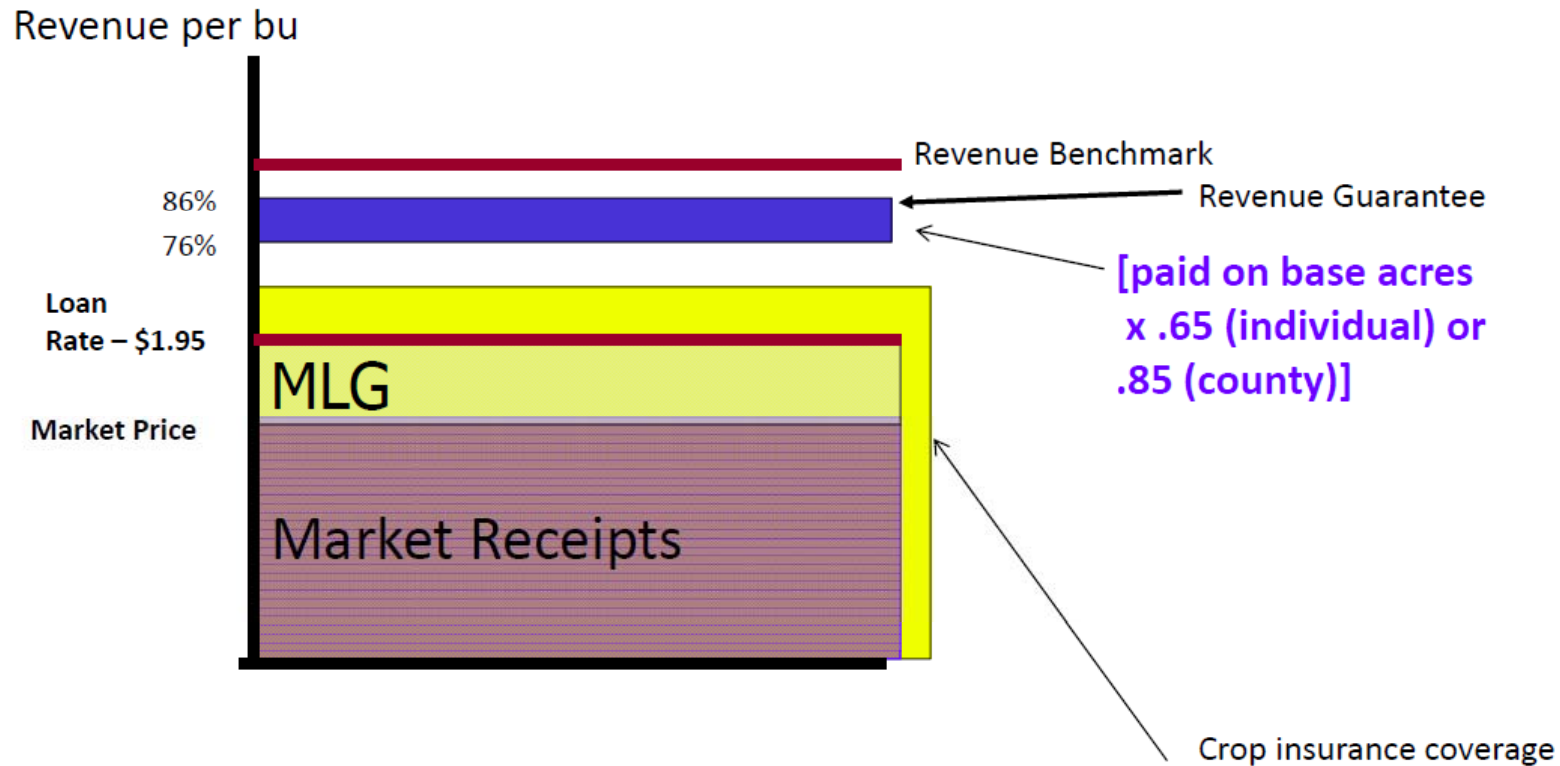 Revenue per bu
Revenue Benchmark
86%
Revenue Guarantee
76%
[paid on base acres
x .65 (individual) or
.85 (county)]
Loan
Rate – $1.95
MLG
Market Price
Market Receipts
Crop insurance coverage